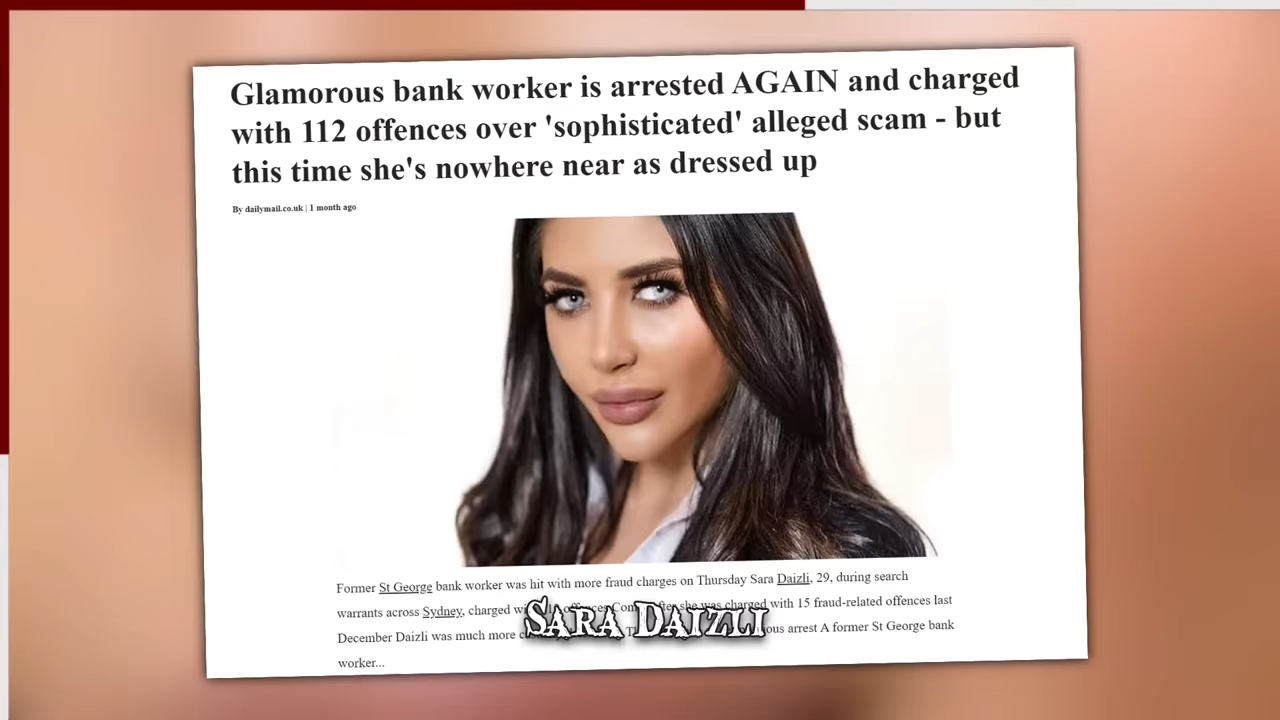 Glamorous bank worker is arrested AGAIN and charged
with 112 offences over 'sophisticated' alleged scam - but
this time she's nowhere near as dressed up
By dailymail.co.uk | 1 month ago
Former St George bank worker was hit with more fraud charges on Thursday Sara Daizli, 29, during search
warrants across Sydney, charged she was charged with 15 fraud-related offences last
December Daizli was much more arrest A former St George bank
worker...
SARA DAIZLI